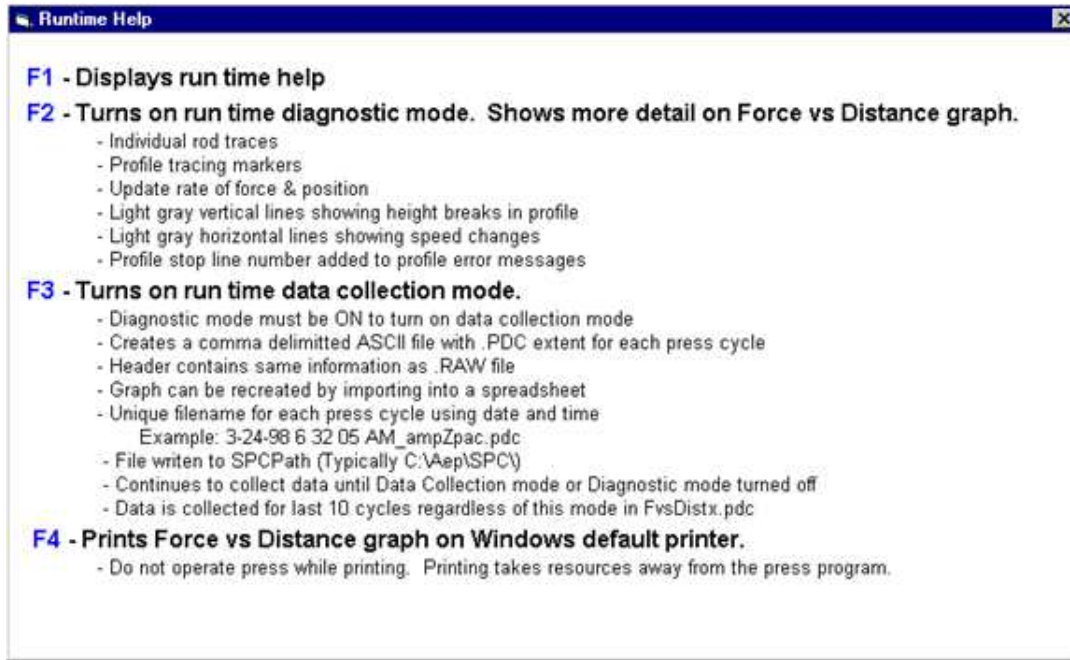 Runtime Help
F1 - Displays run time help
F2 - Turns on run time diagnostic mode.  Shows more detail on Force vs Distance graph.
- Individual rod traces
- Profile tracing markers
- Update rate of force & position
- Light gray vertical lines showing height breaks in profile
- Light gray horizontal lines showing speed changes
- Profile stop line number added to profile error messages
F3 - Turns on run time data collection mode.
- Diagnostic mode must be ON to turn on data collection mode
- Creates a comma delimitted ASCII file with .PDC extent for each press cycle
- Header contains same information as .RAW file
- Graph can be recreated by importing into a spreadsheet
- Unique filename for each press cycle using date and time
Example: 3-24-98 6 32 05 AM_ampZpac.pdc
- File writen to SPCPath (Typically C:\Aep\SPC\)
- Continues to collect data until Data Collection mode or Diagnostic mode turned off
- Data is collected for last 10 cycles regardless of this mode in FvsDistx.pdc
F4 - Prints Force vs Distance graph on Windows default printer.
- Do not operate press while printing.  Printing takes resources away from the press program.